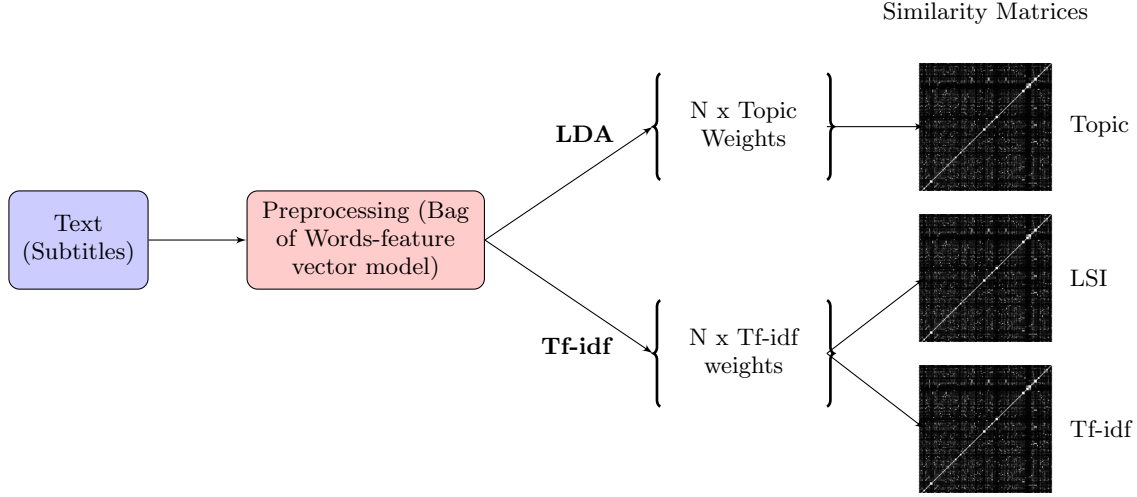 Similarity Matrices
Text
(Subtitles)
Preprocessing (Bag
of Words-feature
vector model)
LDA
Tf-idf
N x Topic
Weights
N x Tf-idf
weights
Topic
LSI
Tf-idf